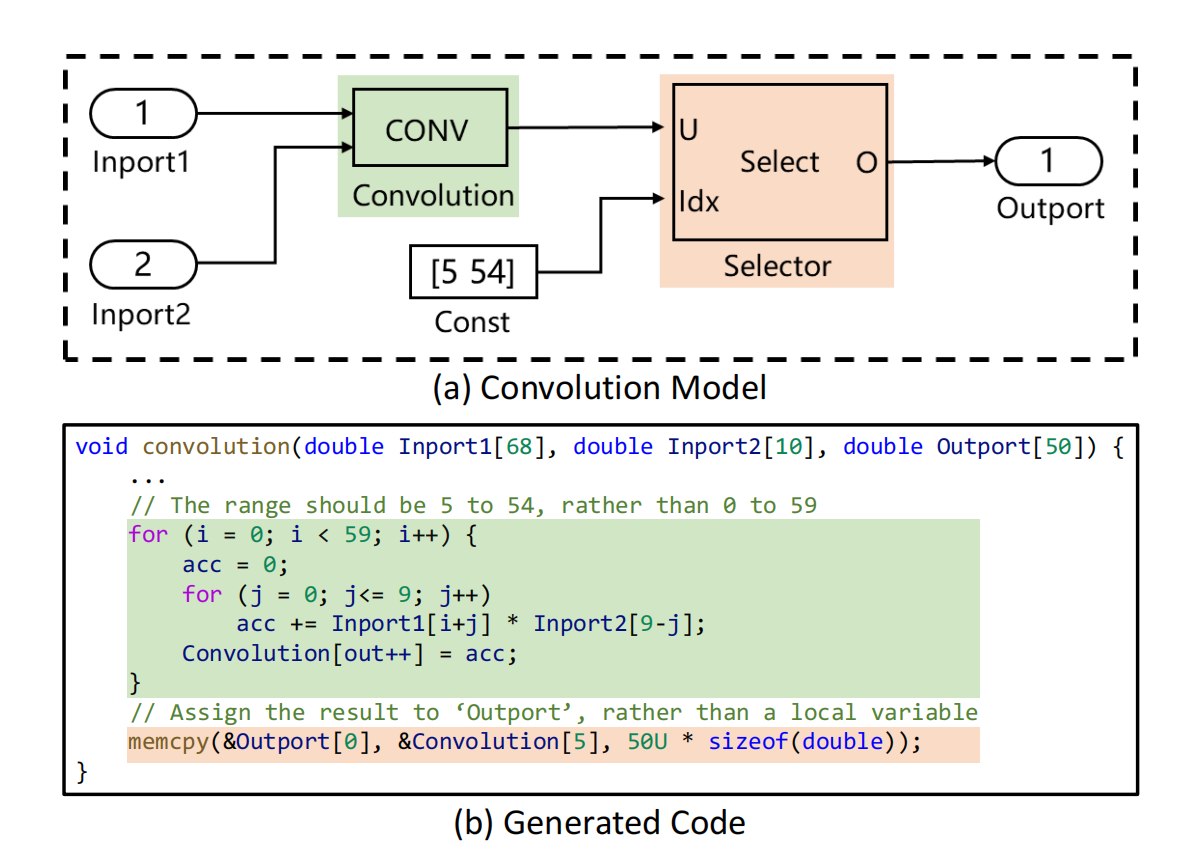 1
Inport1
2
Inport2
CONV
Convolution
[5 54]
Const
U
Idx
Select
O
Selector
1
Outport
(a) Convolution Model
void convolution(double Inport1[68], double Inport2[10], double Outport[50]) {
...
// The range should be 5 to 54, rather than 0 to 59
for (i = 0; i < 59; i++) {
acc = 0;
for (j = 0; j<= 9; j++)
acc += Inport1[i+j] * Inport2[9-j];
Convolution[out++] = acc;
}
// Assign the result to ‘Outport’, rather than a local variable
memcpy(&Outport[0], &Convolution[5], 50U * sizeof(double));
}
(b) Generated Code